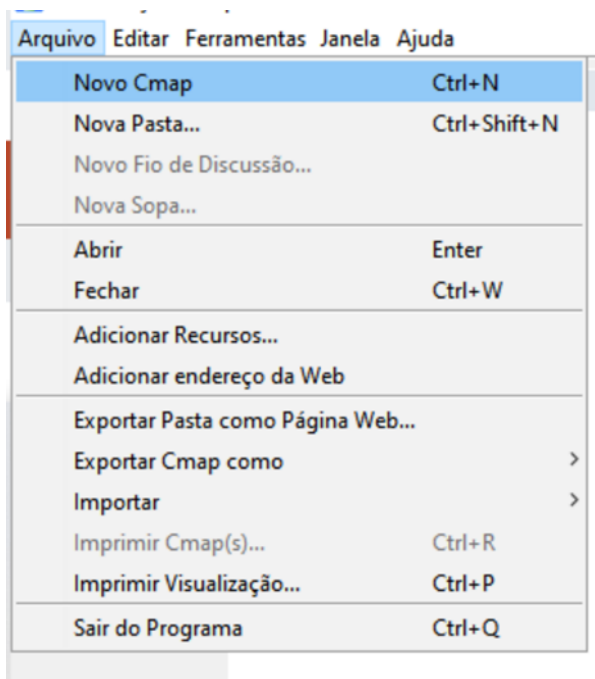 Arquivo Editar Ferramentas Janela Ajuda
Novo Cmap Ctrl+N
Nova Pasta... Ctrl+Shift+N
Novo Fio de Discussão...
Nova Sopa...
Abrir Enter
Fechar Ctrl+W
Adicionar Recursos...
Adicionar endereço da Web
Exportar Pasta como Página Web...
Exportar Cmap como
Importar
Imprimir Cmap(s)... Ctrl+R
Imprimir Visualização... Ctrl+P
Sair do Programa Ctrl+Q